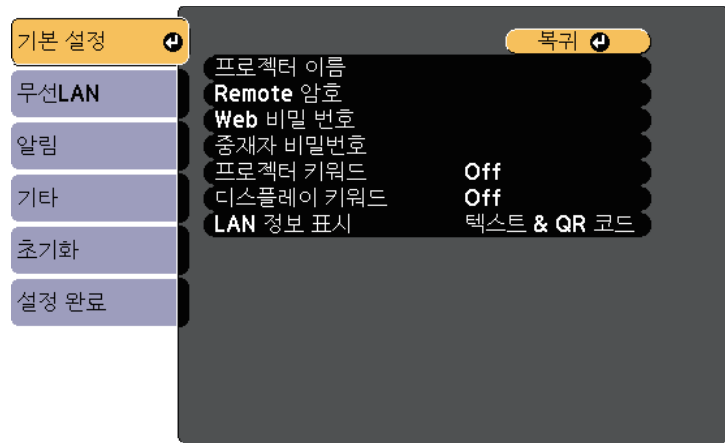 기본 설정
무선LAN
알림
기타
초기화
설정 완료
복귀
프로젝터 이름
Remote 암호
Web 비밀 번호
중재자 비밀번호
프로젝터 키워드 Off
디스플레이 키워드 Off
LAN 정보 표시 텍스트 & QR 코드